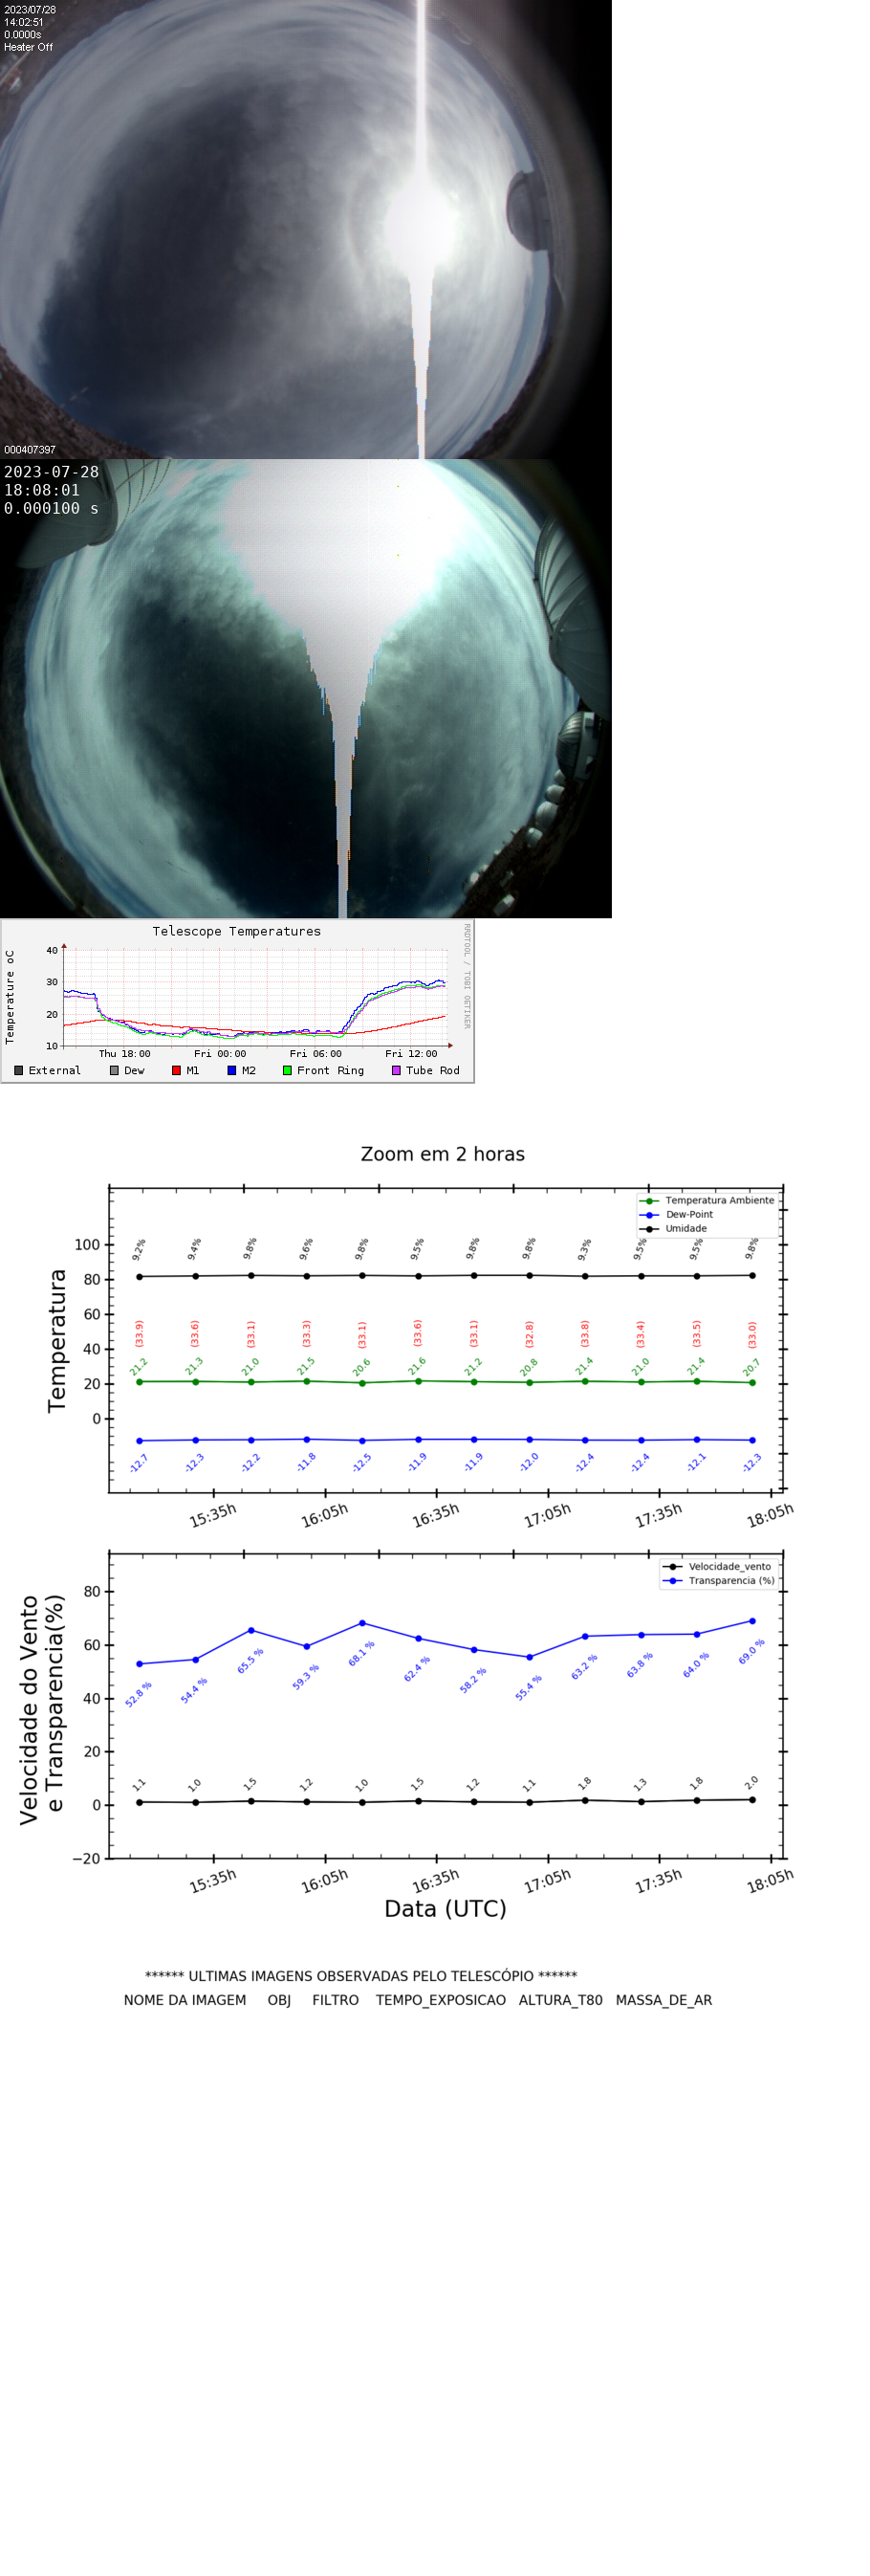 2023/07/28
14:02:51
0.0000s
Heater Off
000407397
2023-07-28
18:08:01
0.000100 s
Telescope Temperatures
RRDTOOL / TOBI OETIKER
Temperature oC
40
30
20
10
Thu 18:00 Fri 00:00 Fri 06:00 Fri 12:00
External Dew M1 M2 Front Ring Tube Rod
Zoom em 2 horas
Temperatura Ambiente
Dew-Point
Umidade
Temperatura
100
80
60
40
20
0
9.2% 9.4% 9.8% 9.6% 9.8% 9.5% 9.8% 9.8% 9.3% 9.5% 9.5% 9.8%
(33.9) (33.6) (33.1) (33.3) (33.1) (33.6) (33.1) (32.8) (33.8) (33.4) (33.5) (33.0)
21.2 21.3 21.0 21.5 20.6 21.6 21.2 20.8 21.4 21.0 21.4 20.7
-12.7 -12.3 -12.2 -11.8 -12.5 -11.9 -11.9 -12.0 -12.4 -12.4 -12.1 -12.3
15:35h 16:05h 16:35h 17:05h 17:35h 18:05h
Velocidade_vento
Transparencia (%)
Velocidade do Vento
e Transparencia(%)
80
60
40
20
0
−20
52.8 % 54.4 % 65.5 % 59.3 % 68.1 % 62.4 % 58.2 % 55.4 % 63.2 % 63.8 % 64.0 % 69.0 %
1.1 1.0 1.5 1.2 1.0 1.5 1.2 1.1 1.8 1.3 1.8 2.0
15:35h 16:05h 16:35h 17:05h 17:35h 18:05h
Data (UTC)
****** ULTIMAS IMAGENS OBSERVADAS PELO TELESCÓPIO ******
NOME DA IMAGEM OBJ FILTRO TEMPO_EXPOSICAO ALTURA_T80 MASSA_DE_AR